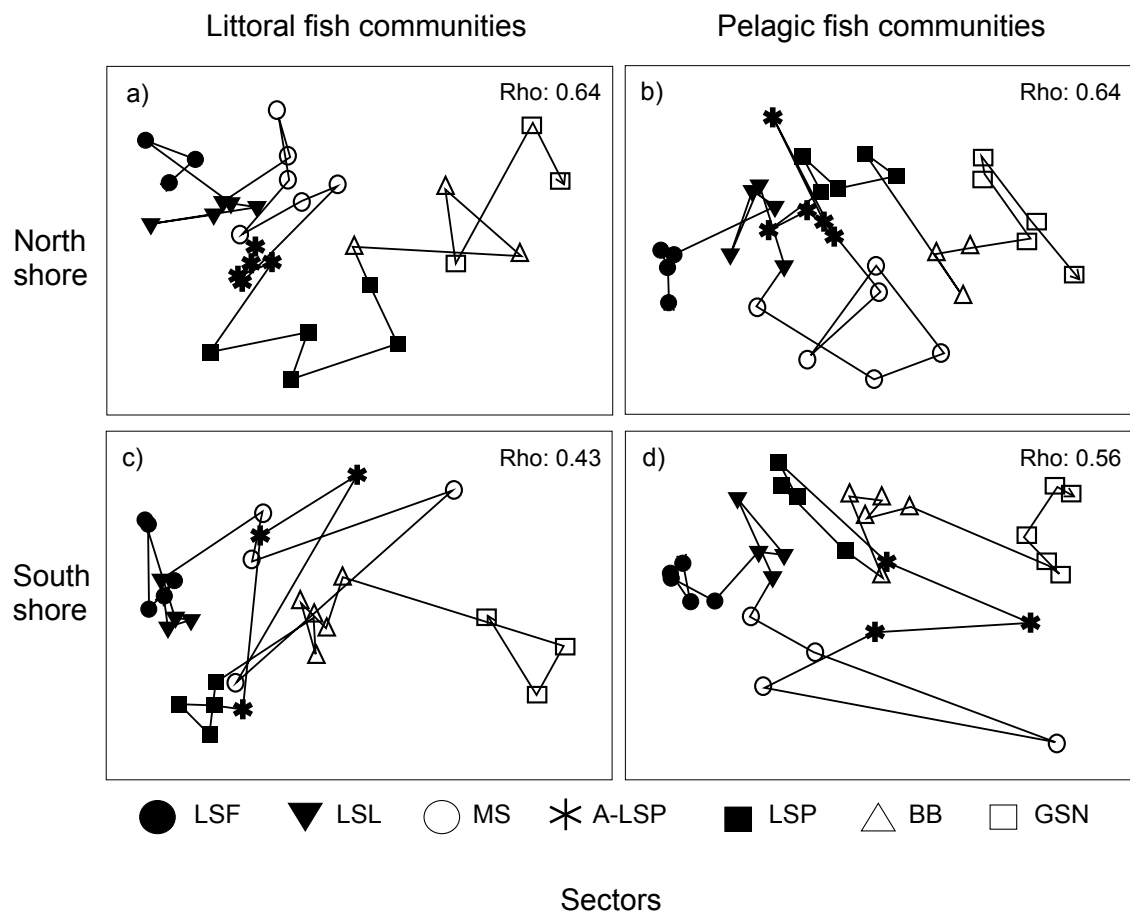 Littoral fish communities
Pelagic fish communities
a)
Rho: 0.64
b)
Rho: 0.64
North
shore
c)
Rho: 0.43
d)
Rho: 0.56
South
shore
LSF LSL MS A-LSP LSP BB GSN
Sectors